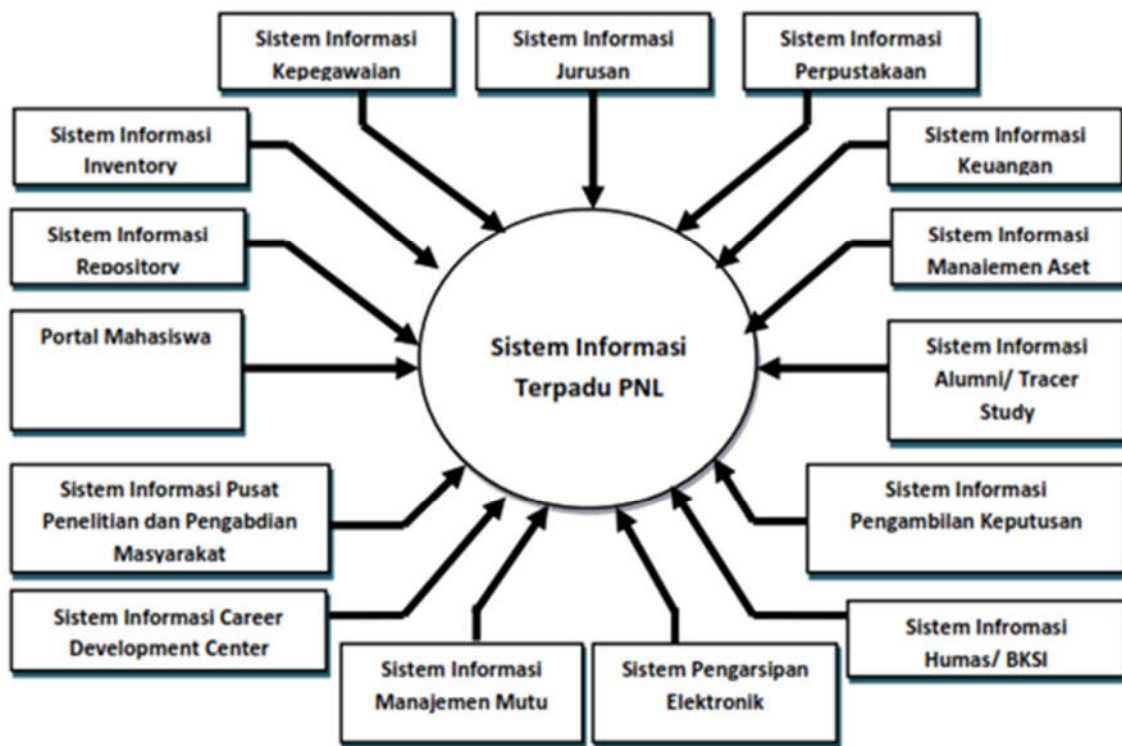 Sistem Informasi
Kepegawaian
Sistem Informasi
Jurusan
Sistem Informasi
Perpustakaan
Sistem Informasi
Inventory
Sistem Informasi
Keuangan
Sistem Informasi
Repository
Sistem Informasi
Manajemen Aset
Portal Mahasiswa
Sistem Informasi
Terpadu PNL
Sistem Informasi
Alumni/ Tracer
Study
Sistem Informasi Pusat
Penelitian dan Pengabdian
Masyarakat
Sistem Informasi
Pengambilan Keputusan
Sistem Informasi Career
Development Center
Sistem Infromasi
Humas/ BKSI
Sistem Informasi
Manajemen Mutu
Sistem Pengarsipan
Elektronik